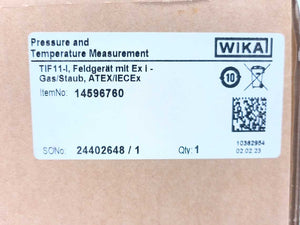 Pressure and
Temperature Measurement
WIKA
TIF11-I, Feldgerät mit Ex I -
Gas/Staub, ATEX/IECEx
ItemNo: 14596760
10
10382984
02.02.23
SONo: 24402648 / 1
Qty: 1